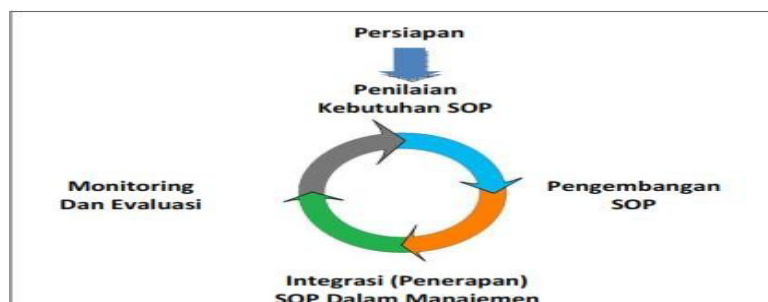 Persiapan
Penilaian
Kebutuhan SOP
Monitoring
Dan Evaluasi
Pengembangan
SOP
Integrasi (Penerapan)
SOP Dalam Manajemen